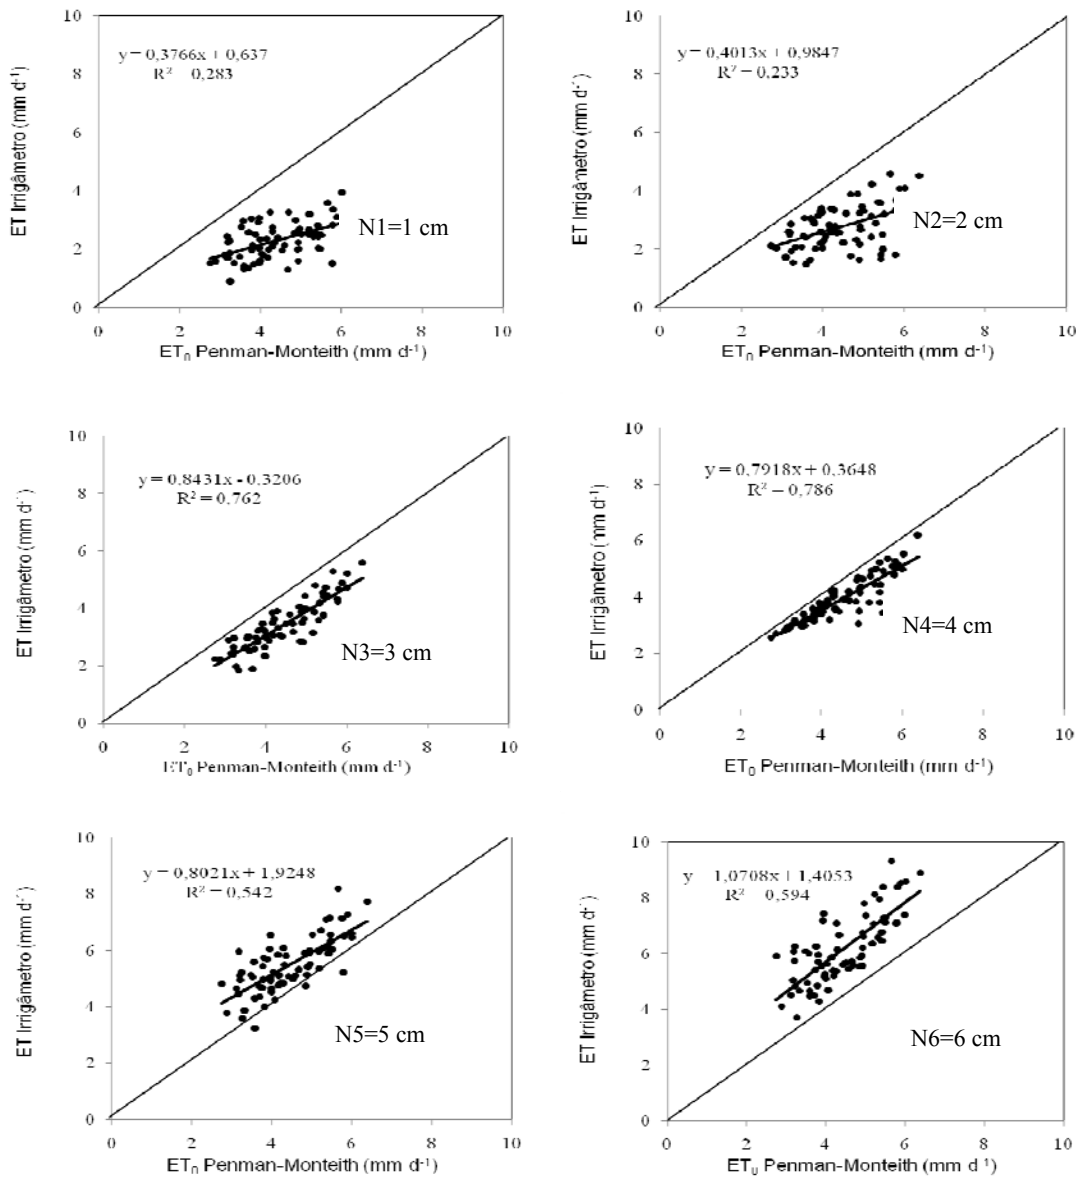 10
8
6
4
2
0
ET Irrigâmetro (mm d⁻¹)
y = 0,3766x + 0,637
R² = 0,283
N1=1 cm
0 2 4 6 8 10
ET₀ Penman-Monteith (mm d⁻¹)
10
8
6
4
2
0
ET Irrigâmetro (mm d⁻¹)
y = 0,4013x + 0,9847
R² = 0,233
N2=2 cm
0 2 4 6 8 10
ET₀ Penman-Monteith (mm d⁻¹)
10
8
6
4
2
0
ET Irrigâmetro (mm d⁻¹)
y = 0,8431x - 0,3206
R² = 0,762
N3=3 cm
0 2 4 6 8 10
ET₀ Penman-Monteith (mm d⁻¹)
10
8
6
4
2
0
ET Irrigâmetro (mm d⁻¹)
y = 0,7918x + 0,3648
R² = 0,786
N4=4 cm
0 2 4 6 8 10
ET₀ Penman-Monteith (mm d⁻¹)
10
8
6
4
2
0
ET Irrigâmetro (mm d⁻¹)
y = 0,8021x + 1,9248
R² = 0,542
N5=5 cm
0 2 4 6 8 10
ET₀ Penman-Monteith (mm d⁻¹)
10
8
6
4
2
0
ET Irrigâmetro (mm d⁻¹)
y = 1,0708x + 1,4053
R² = 0,594
N6=6 cm
0 2 4 6 8 10
ET₀ Penman-Monteith (mm d⁻¹)